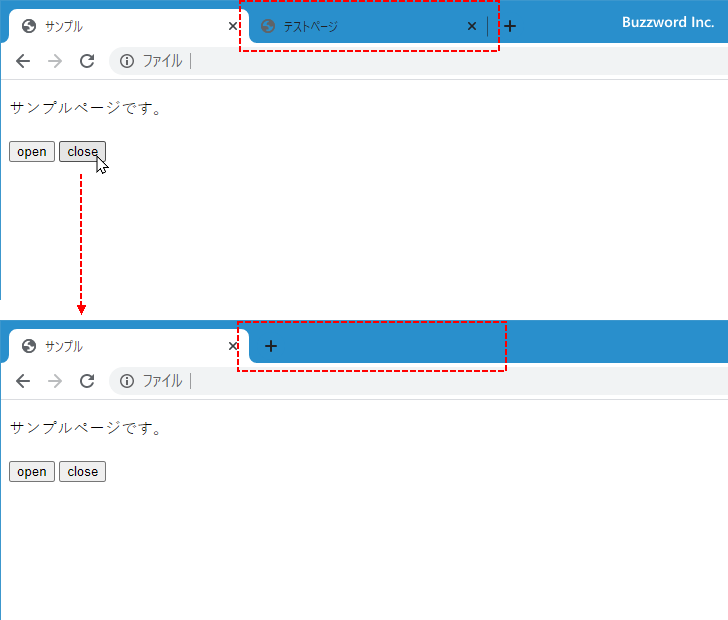 サンプル
テストページ
Buzzword Inc.
ファイル
サンプルページです。
open close
サンプル
ファイル
サンプルページです。
open close